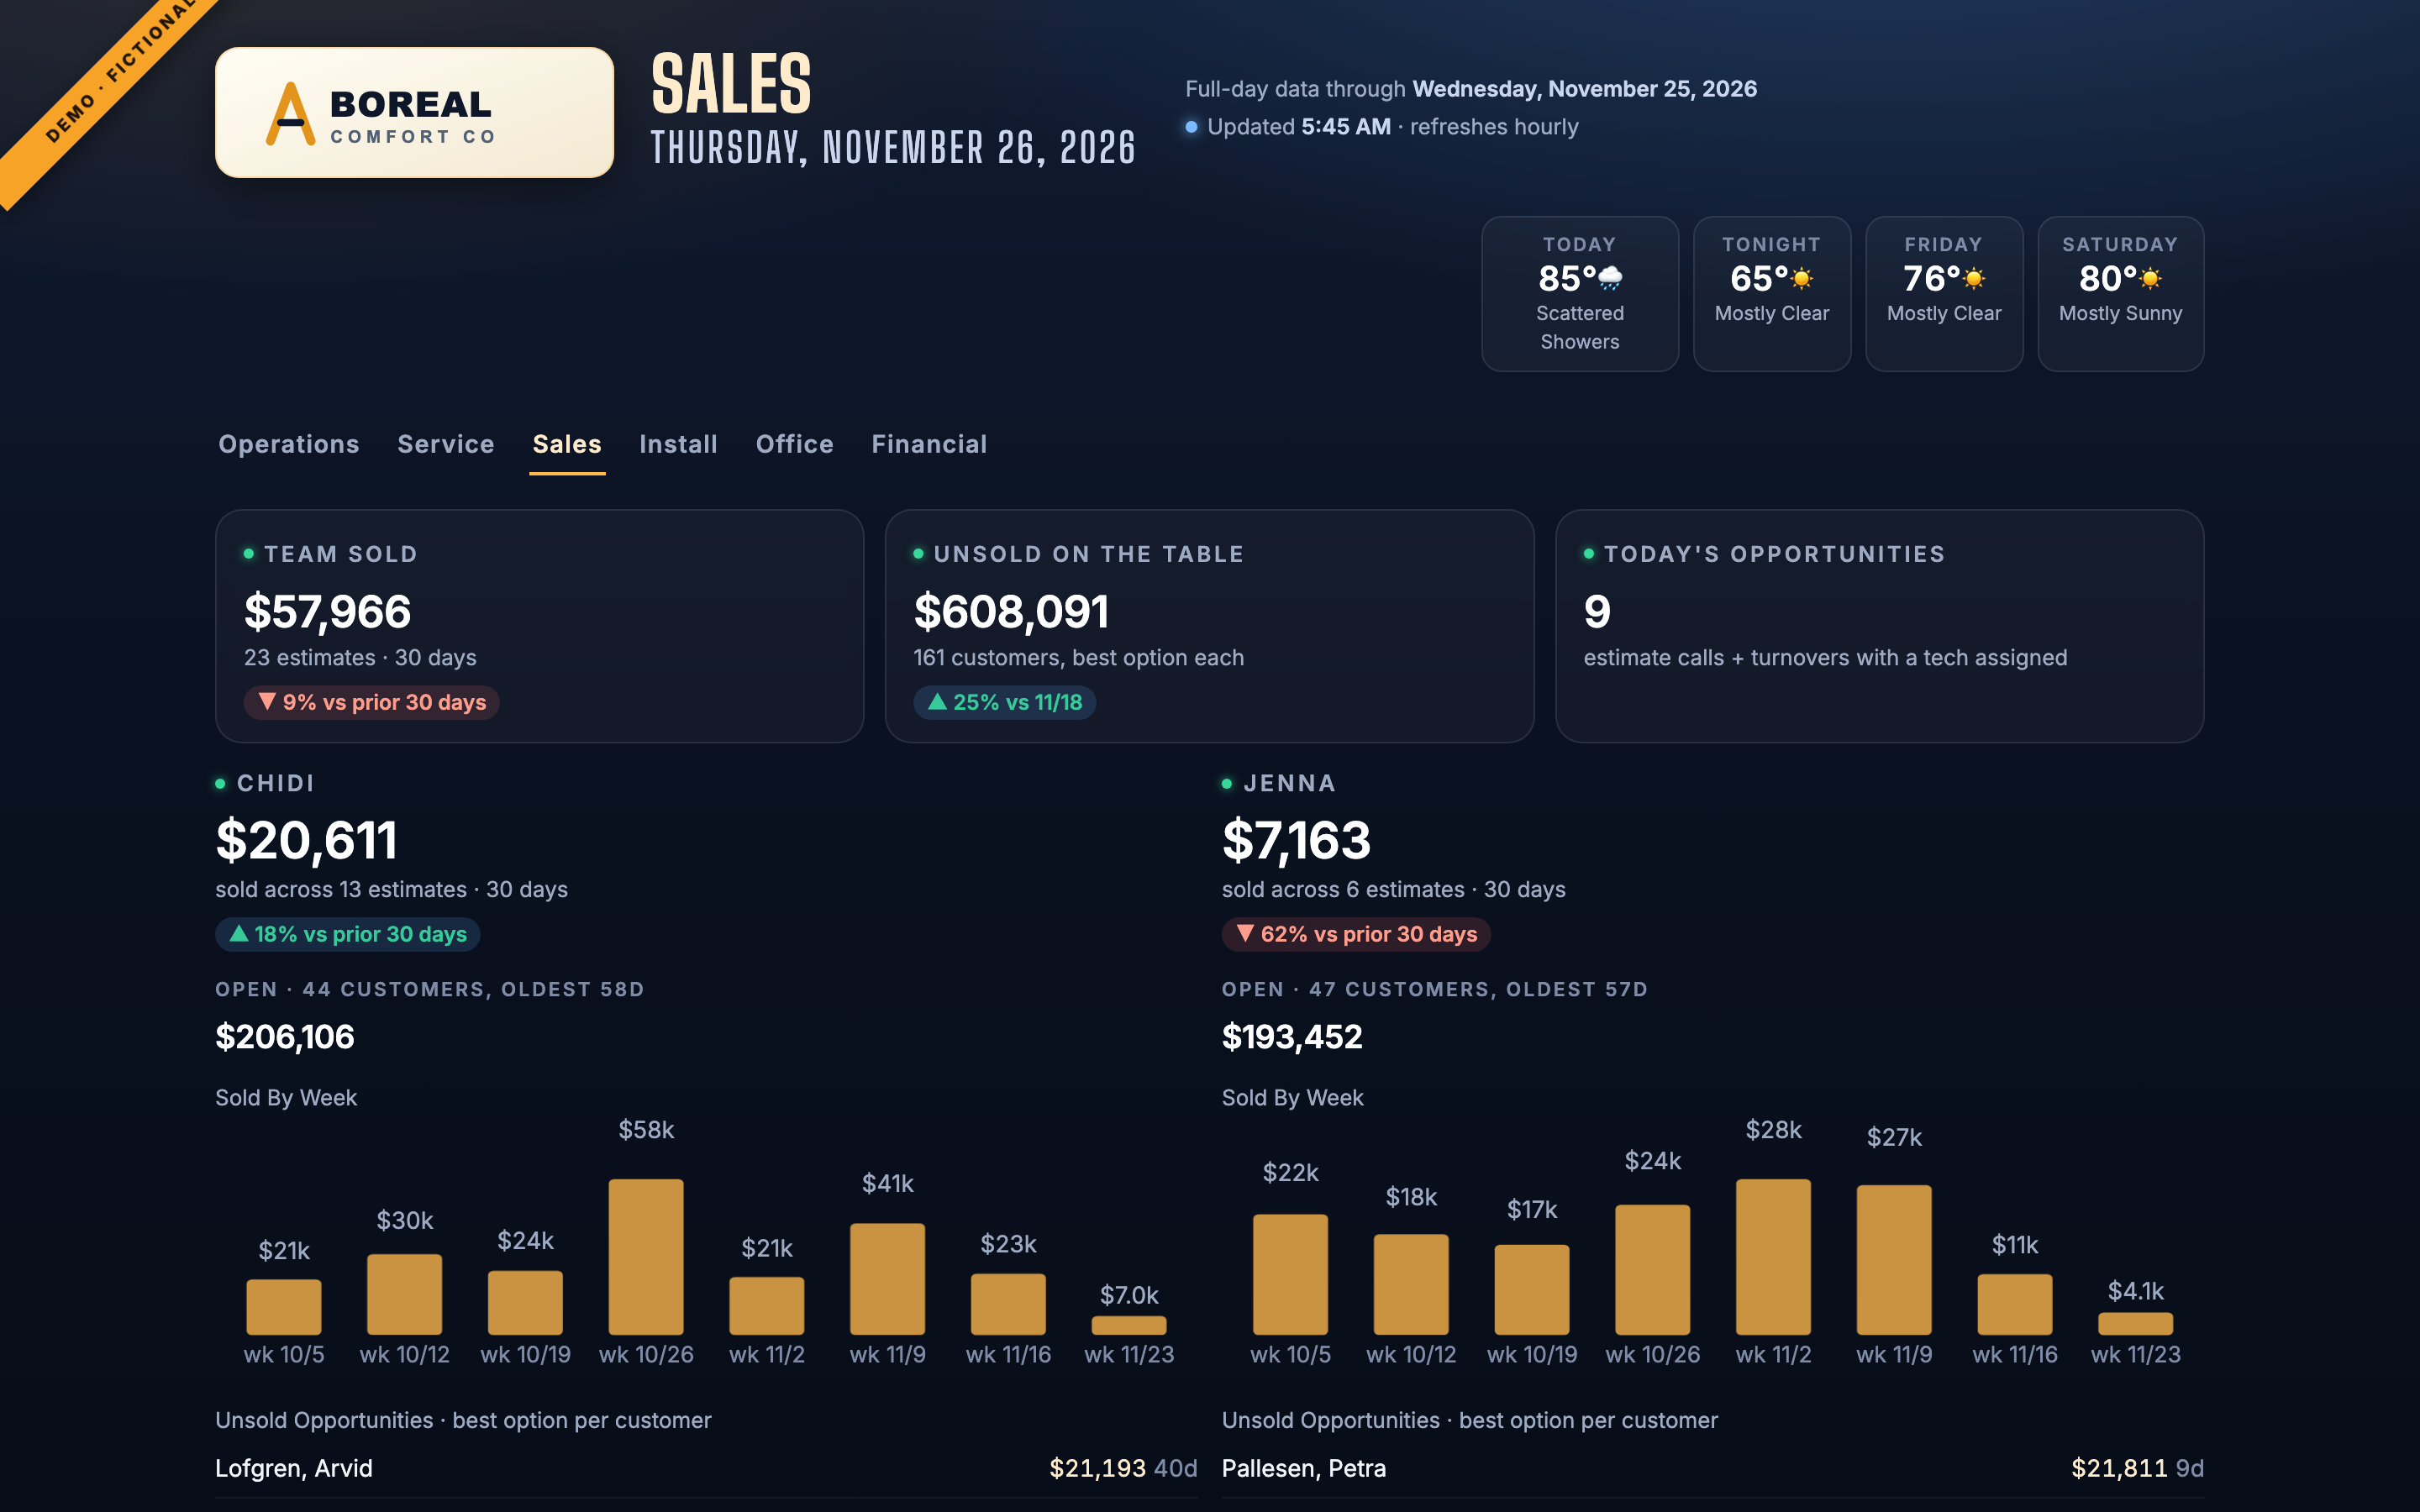 DEMO · FICTIONAL
BOREAL
COMFORT CO
SALES
THURSDAY, NOVEMBER 26, 2026
Full-day data through Wednesday, November 25, 2026
Updated 5:45 AM · refreshes hourly
TODAY
85°
Scattered
Showers
TONIGHT
65°
Mostly Clear
FRIDAY
76°
Mostly Clear
SATURDAY
80°
Mostly Sunny
Operations Service Sales Install Office Financial
TEAM SOLD
$57,966
23 estimates · 30 days
▼ 9% vs prior 30 days
UNSOLD ON THE TABLE
$608,091
161 customers, best option each
▲ 25% vs 11/18
TODAY'S OPPORTUNITIES
9
estimate calls + turnovers with a tech assigned
CHIDI
$20,611
sold across 13 estimates · 30 days
▲ 18% vs prior 30 days
OPEN · 44 CUSTOMERS, OLDEST 58D
$206,106
Sold By Week
$21k $30k $24k $58k $21k $41k $23k $7.0k
wk 10/5 wk 10/12 wk 10/19 wk 10/26 wk 11/2 wk 11/9 wk 11/16 wk 11/23
Unsold Opportunities · best option per customer
Lofgren, Arvid $21,193 40d
JENNA
$7,163
sold across 6 estimates · 30 days
▼ 62% vs prior 30 days
OPEN · 47 CUSTOMERS, OLDEST 57D
$193,452
Sold By Week
$22k $18k $17k $24k $28k $27k $11k $4.1k
wk 10/5 wk 10/12 wk 10/19 wk 10/26 wk 11/2 wk 11/9 wk 11/16 wk 11/23
Unsold Opportunities · best option per customer
Pallesen, Petra $21,811 9d